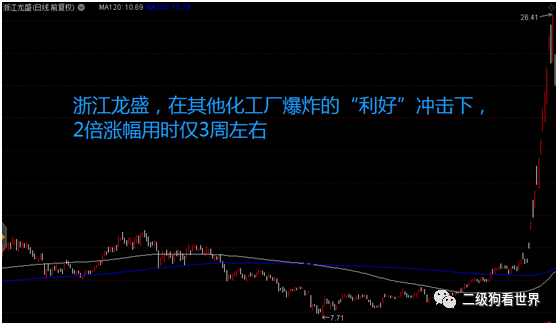 浙江龙盛(日线 前复权) MA120: 10.69
26.41
浙江龙盛，在其他化工厂爆炸的“利好”冲击下，
2倍涨幅用时仅3周左右
7.71
二级狗看世界